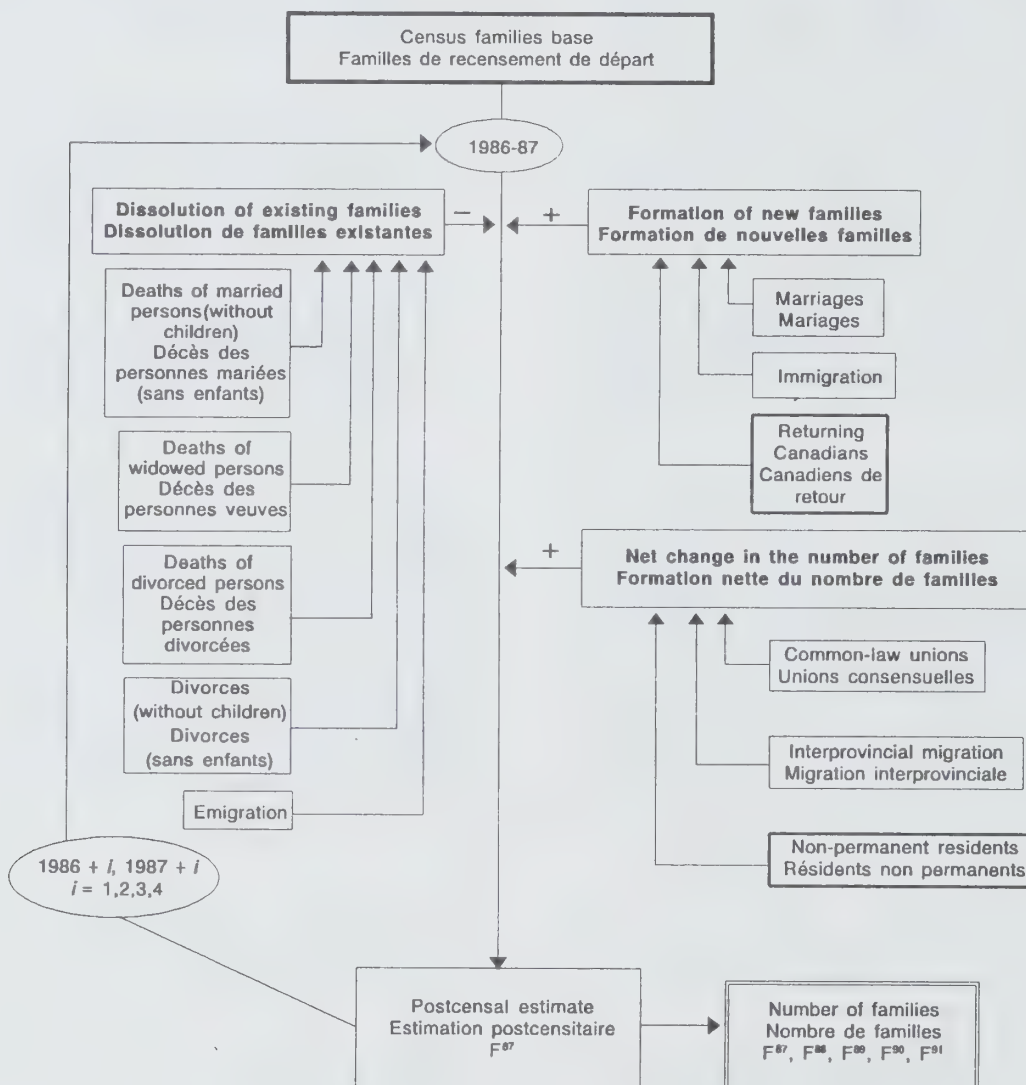 Census families base
Familles de recensement de départ
1986-87
Dissolution of existing families
Dissolution de familles existantes
−
+
Formation of new families
Formation de nouvelles familles
Deaths of married
persons (without
children)
Décès des
personnes mariées
(sans enfants)
Marriages
Mariages
Immigration
Returning
Canadians
Canadiens de
retour
Deaths of
widowed persons
Décès des
personnes veuves
+
Net change in the number of families
Formation nette du nombre de familles
Deaths of
divorced persons
Décès des
personnes
divorcées
Common-law unions
Unions consensuelles
Divorces
(without children)
Divorces
(sans enfants)
Interprovincial migration
Migration interprovinciale
Emigration
Non-permanent residents
Résidents non permanents
1986 + i, 1987 + i
i = 1,2,3,4
Postcensal estimate
Estimation postcensitaire
F⁸⁷
Number of families
Nombre de familles
F⁸⁷, F⁸⁸, F⁸⁹, F⁹⁰, F⁹¹